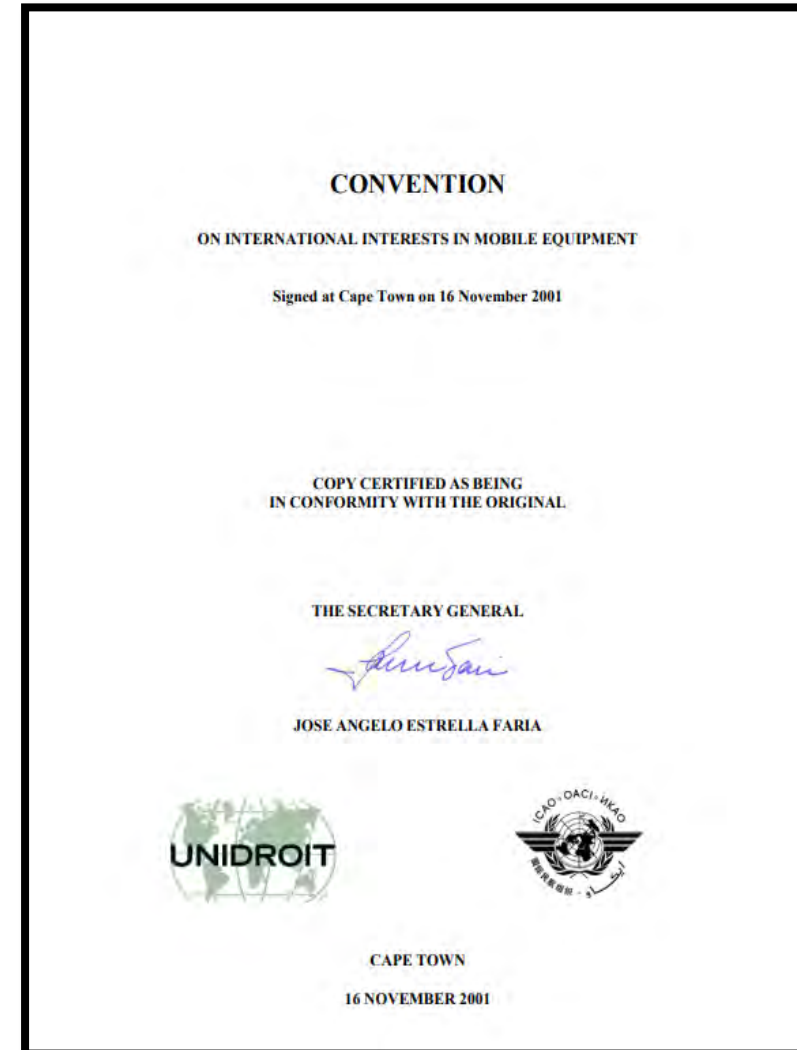 CONVENTION
ON INTERNATIONAL INTERESTS IN MOBILE EQUIPMENT
Signed at Cape Town on 16 November 2001
COPY CERTIFIED AS BEING
IN CONFORMITY WITH THE ORIGINAL
THE SECRETARY GENERAL
JOSE ANGELO ESTRELLA FARIA
UNIDROIT
ICAO · OACI · ИКАО
CAPE TOWN
16 NOVEMBER 2001